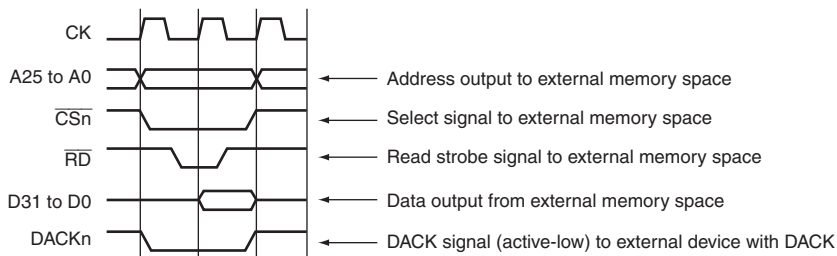 CK
A25 to A0 Address output to external memory space
CSn Select signal to external memory space
RD Read strobe signal to external memory space
D31 to D0 Data output from external memory space
DACKn DACK signal (active-low) to external device with DACK